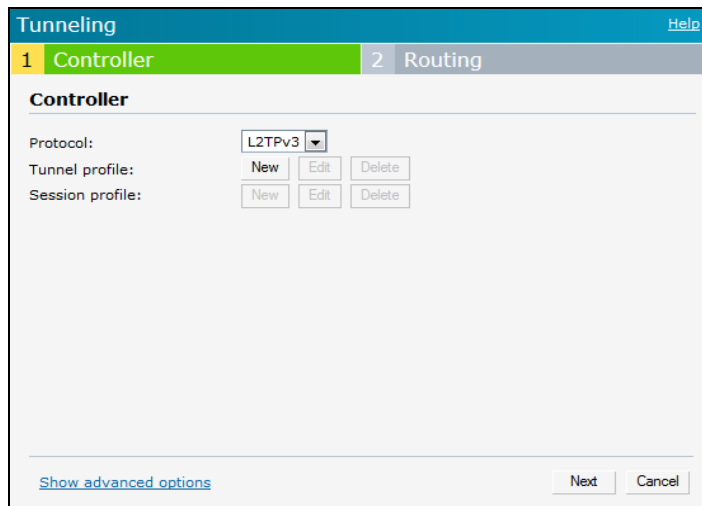 Tunneling Help
1 Controller 2 Routing
Controller
Protocol: L2TPv3
Tunnel profile: New Edit Delete
Session profile: New Edit Delete
Show advanced options Next Cancel